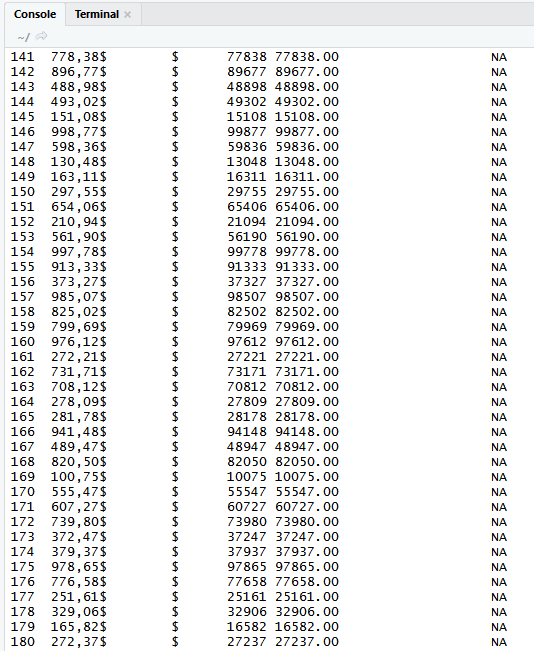 Console Terminal ×
~/
141 778,38$ $ 77838 77838.00 NA
142 896,77$ $ 89677 89677.00 NA
143 488,98$ $ 48898 48898.00 NA
144 493,02$ $ 49302 49302.00 NA
145 151,08$ $ 15108 15108.00 NA
146 998,77$ $ 99877 99877.00 NA
147 598,36$ $ 59836 59836.00 NA
148 130,48$ $ 13048 13048.00 NA
149 163,11$ $ 16311 16311.00 NA
150 297,55$ $ 29755 29755.00 NA
151 654,06$ $ 65406 65406.00 NA
152 210,94$ $ 21094 21094.00 NA
153 561,90$ $ 56190 56190.00 NA
154 997,78$ $ 99778 99778.00 NA
155 913,33$ $ 91333 91333.00 NA
156 373,27$ $ 37327 37327.00 NA
157 985,07$ $ 98507 98507.00 NA
158 825,02$ $ 82502 82502.00 NA
159 799,69$ $ 79969 79969.00 NA
160 976,12$ $ 97612 97612.00 NA
161 272,21$ $ 27221 27221.00 NA
162 731,71$ $ 73171 73171.00 NA
163 708,12$ $ 70812 70812.00 NA
164 278,09$ $ 27809 27809.00 NA
165 281,78$ $ 28178 28178.00 NA
166 941,48$ $ 94148 94148.00 NA
167 489,47$ $ 48947 48947.00 NA
168 820,50$ $ 82050 82050.00 NA
169 100,75$ $ 10075 10075.00 NA
170 555,47$ $ 55547 55547.00 NA
171 607,27$ $ 60727 60727.00 NA
172 739,80$ $ 73980 73980.00 NA
173 372,47$ $ 37247 37247.00 NA
174 379,37$ $ 37937 37937.00 NA
175 978,65$ $ 97865 97865.00 NA
176 776,58$ $ 77658 77658.00 NA
177 251,61$ $ 25161 25161.00 NA
178 329,06$ $ 32906 32906.00 NA
179 165,82$ $ 16582 16582.00 NA
180 272,37$ $ 27237 27237.00 NA